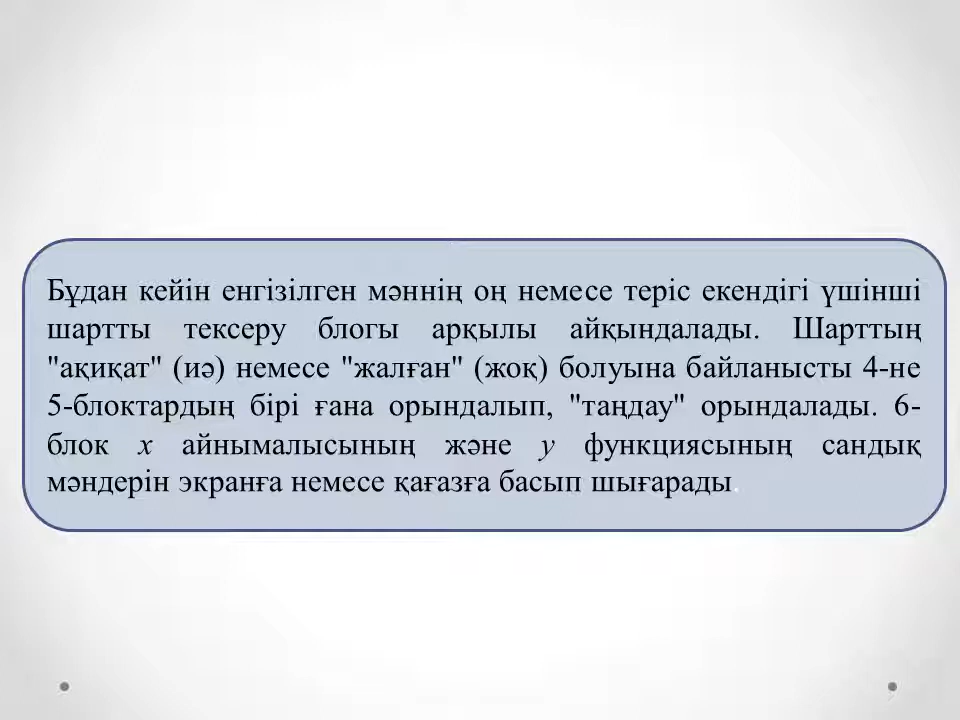 Бұдан кейін енгізілген мәннің оң немесе теріс екендігі үшінші
шартты тексеру блогы арқылы айқындалады. Шарттың
"ақиқат" (иә) немесе "жалған" (жоқ) болуына байланысты 4-не
5-блоктардың бірі ғана орындалып, "таңдау" орындалады. 6-
блок x айнымалысының және y функциясының сандық
мәндерін экранға немесе қағазға басып шығарады.